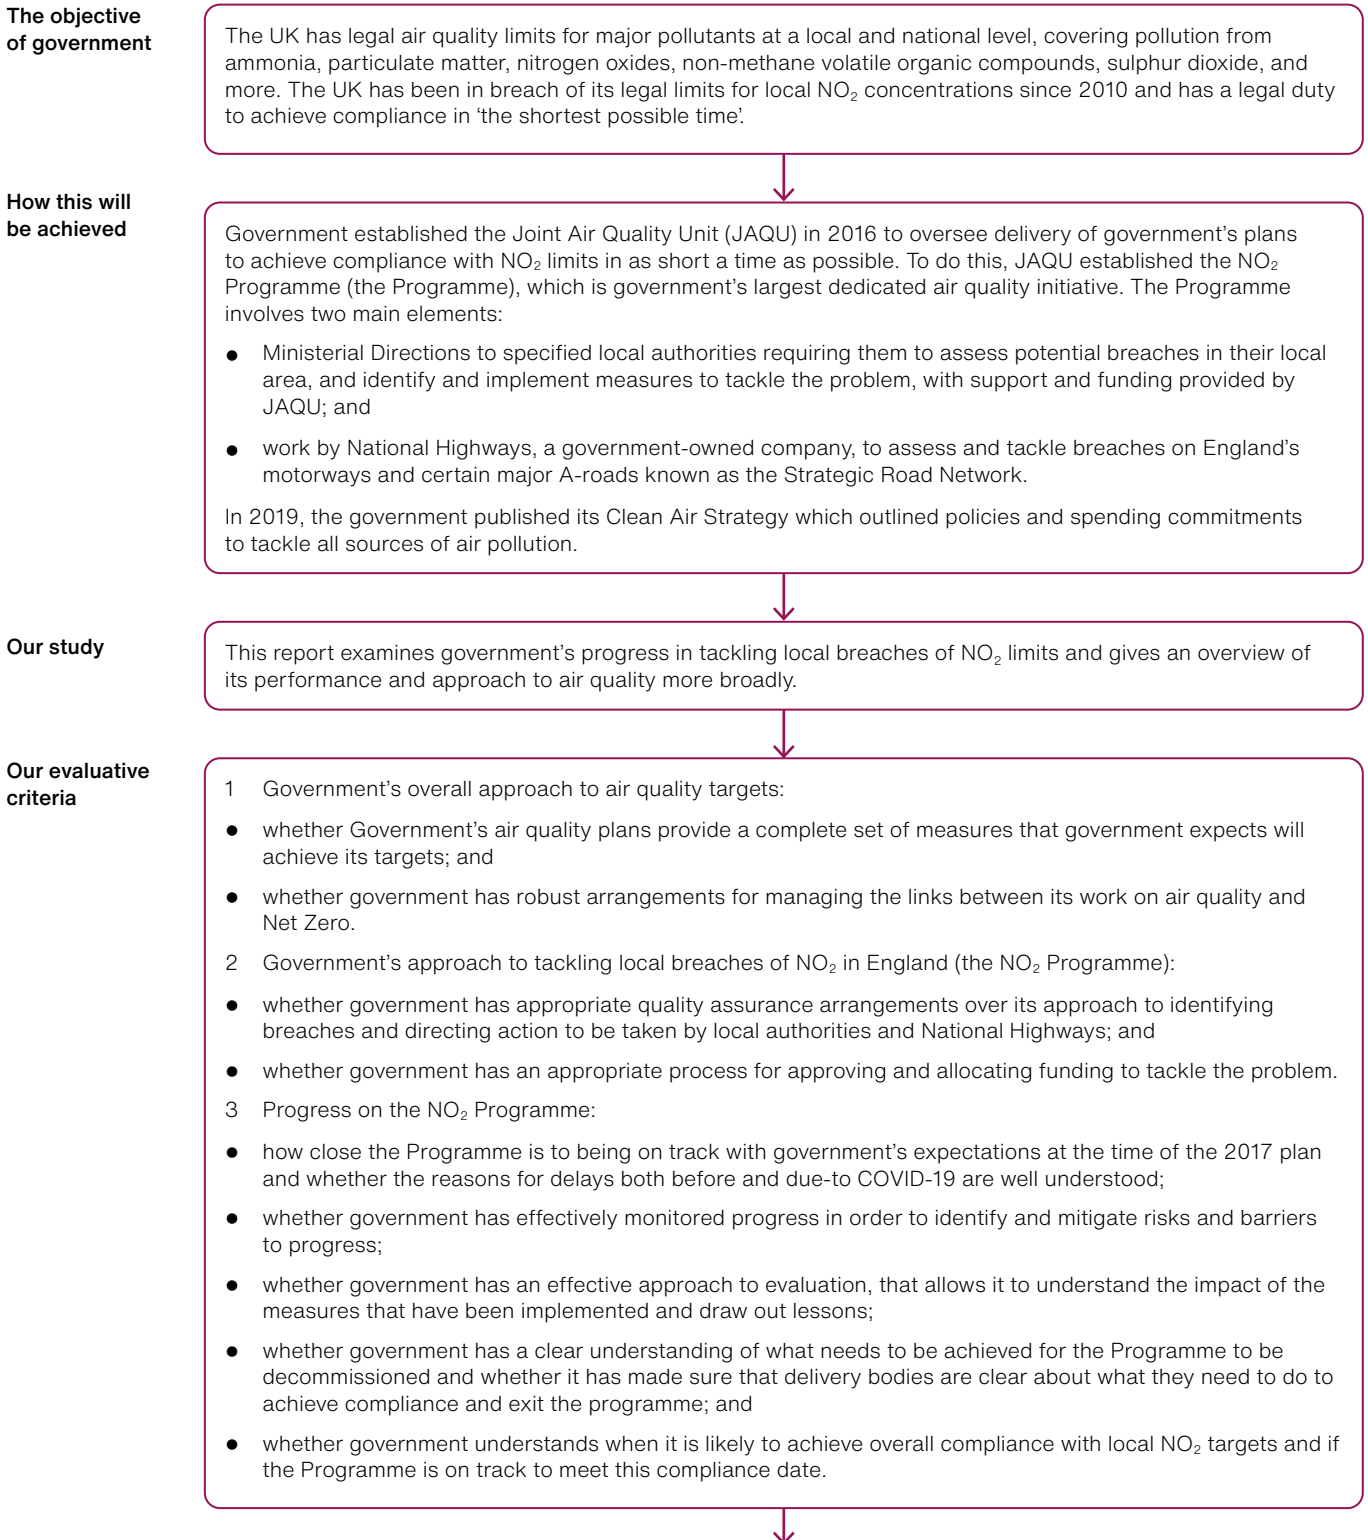 The objective
of government
The UK has legal air quality limits for major pollutants at a local and national level, covering pollution from
ammonia, particulate matter, nitrogen oxides, non-methane volatile organic compounds, sulphur dioxide, and
more. The UK has been in breach of its legal limits for local NO₂ concentrations since 2010 and has a legal duty
to achieve compliance in ‘the shortest possible time’.
How this will
be achieved
Government established the Joint Air Quality Unit (JAQU) in 2016 to oversee delivery of government’s plans
to achieve compliance with NO₂ limits in as short a time as possible. To do this, JAQU established the NO₂
Programme (the Programme), which is government’s largest dedicated air quality initiative. The Programme
involves two main elements:
● Ministerial Directions to specified local authorities requiring them to assess potential breaches in their local
area, and identify and implement measures to tackle the problem, with support and funding provided by
JAQU; and
● work by National Highways, a government-owned company, to assess and tackle breaches on England’s
motorways and certain major A-roads known as the Strategic Road Network.
In 2019, the government published its Clean Air Strategy which outlined policies and spending commitments
to tackle all sources of air pollution.
Our study
This report examines government’s progress in tackling local breaches of NO₂ limits and gives an overview of
its performance and approach to air quality more broadly.
Our evaluative
criteria
1 Government’s overall approach to air quality targets:
● whether Government’s air quality plans provide a complete set of measures that government expects will
achieve its targets; and
● whether government has robust arrangements for managing the links between its work on air quality and
Net Zero.
2 Government’s approach to tackling local breaches of NO₂ in England (the NO₂ Programme):
● whether government has appropriate quality assurance arrangements over its approach to identifying
breaches and directing action to be taken by local authorities and National Highways; and
● whether government has an appropriate process for approving and allocating funding to tackle the problem.
3 Progress on the NO₂ Programme:
● how close the Programme is to being on track with government’s expectations at the time of the 2017 plan
and whether the reasons for delays both before and due-to COVID-19 are well understood;
● whether government has effectively monitored progress in order to identify and mitigate risks and barriers
to progress;
● whether government has an effective approach to evaluation, that allows it to understand the impact of the
measures that have been implemented and draw out lessons;
● whether government has a clear understanding of what needs to be achieved for the Programme to be
decommissioned and whether it has made sure that delivery bodies are clear about what they need to do to
achieve compliance and exit the programme; and
● whether government understands when it is likely to achieve overall compliance with local NO₂ targets and if
the Programme is on track to meet this compliance date.